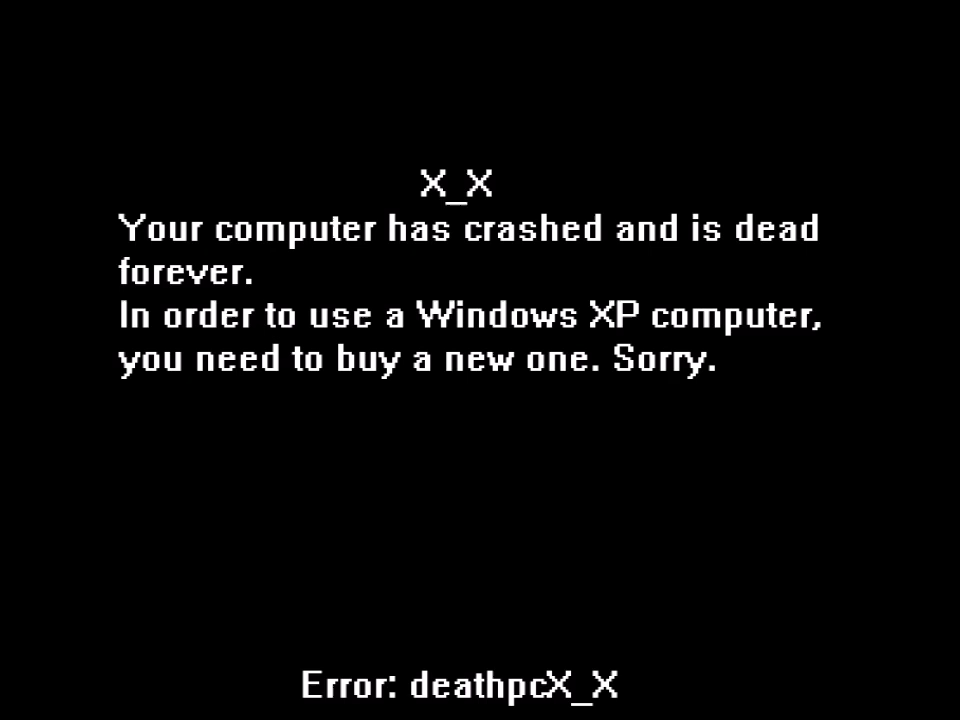 X_X
Your computer has crashed and is dead
forever.
In order to use a Windows XP computer,
you need to buy a new one. Sorry.
Error: deathpcX_X